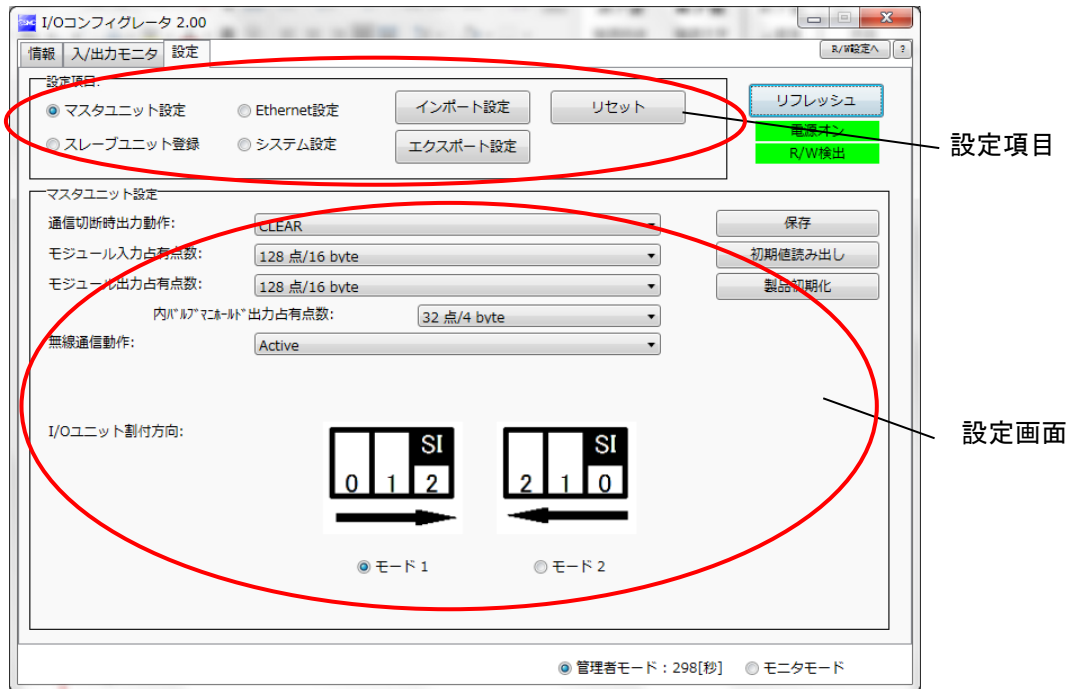 SMC I/Oコンフィグレータ 2.00
情報 入/出力モニタ 設定 R/W設定へ ?
設定項目:
マスタユニット設定 Ethernet設定 インポート設定 リセット リフレッシュ
電源オン
スレーブユニット登録 システム設定 エクスポート設定 R/W検出
設定項目
マスタユニット設定
通信切断時出力動作: CLEAR 保存
モジュール入力占有点数: 128 点/16 byte 初期値読み出し
モジュール出力占有点数: 128 点/16 byte 製品初期化
内ﾊﾞﾙﾌﾞﾏﾆﾎｰﾙﾄﾞ出力占有点数: 32 点/4 byte
無線通信動作: Active
I/Oユニット割付方向:
SI SI
0 1 2 2 1 0
設定画面
モード 1 モード 2
管理者モード：298[秒] モニタモード